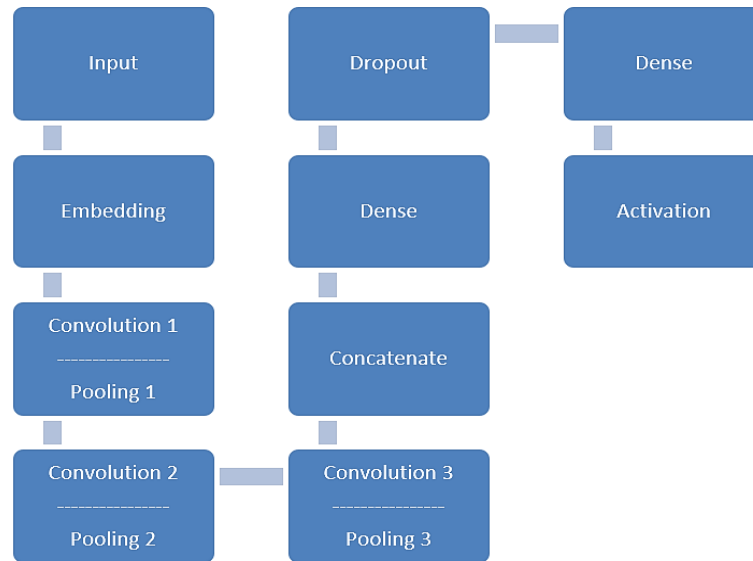 Input
Embedding
Convolution 1
----------------
Pooling 1
Convolution 2
----------------
Pooling 2
Convolution 3
----------------
Pooling 3
Concatenate
Dense
Dropout
Dense
Activation